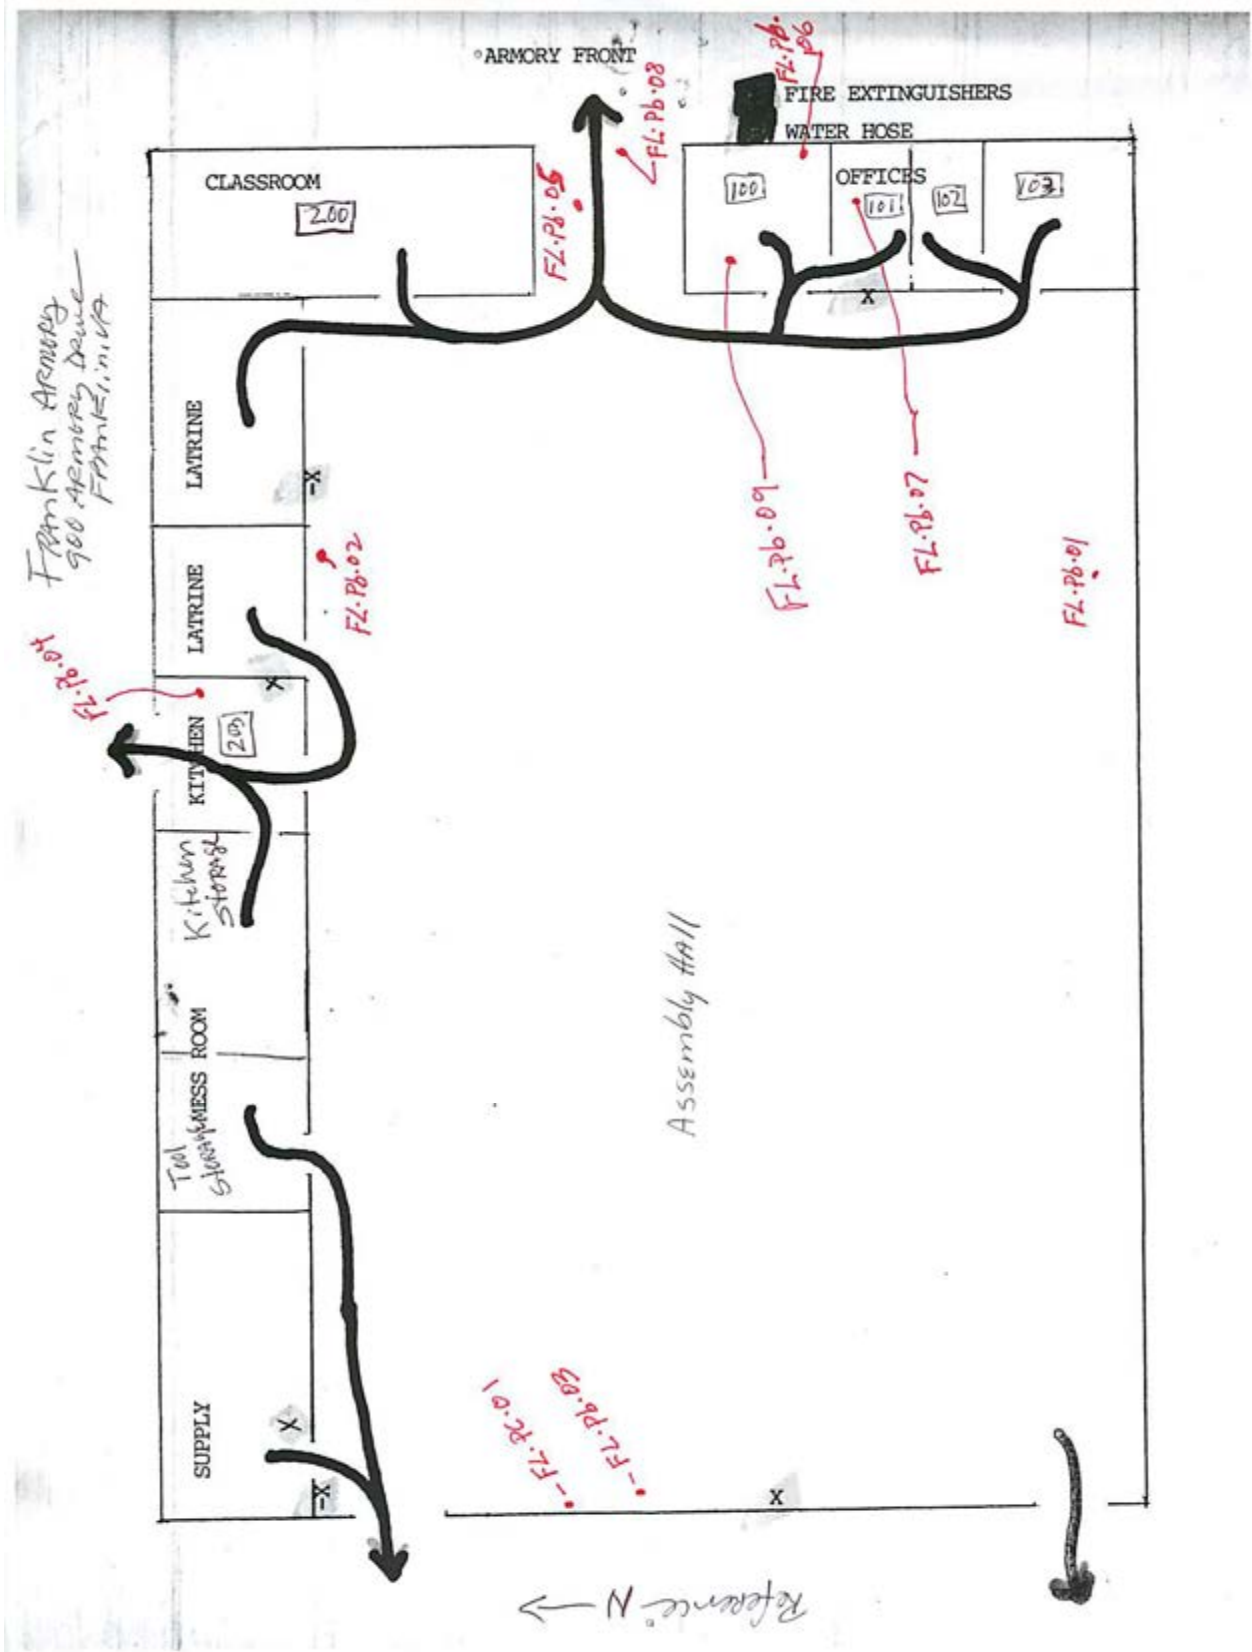 °ARMORY FRONT
FL-Pb-06
FIRE EXTINGUISHERS
WATER HOSE
FL-Pb-08
CLASSROOM
200
FL-Pb-05
100
OFFICES
101
102
103
X
Franklin ARMORY
900 ARMORY Drive
FRANKLIN, VA
LATRINE
-X
LATRINE
FL-Pb-02
FL-Pb-09
FL-Pb-07
FL-Pb-01
FL-Pb-04
X
KITCHEN
203
Kitchen
Storage
MESS ROOM
Tool
Storage
Assembly HAll
SUPPLY
X
-X
FL-PC-01
FL-Pb-03
X
Reference N